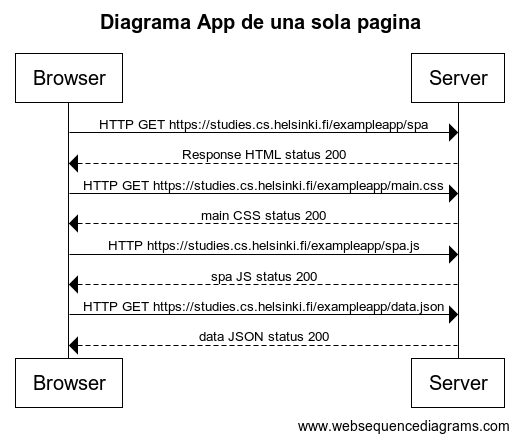 Diagrama App de una sola pagina
Browser Server
HTTP GET https://studies.cs.helsinki.fi/exampleapp/spa
Response HTML status 200
HTTP GET https://studies.cs.helsinki.fi/exampleapp/main.css
main CSS status 200
HTTP https://studies.cs.helsinki.fi/exampleapp/spa.js
spa JS status 200
HTTP GET https://studies.cs.helsinki.fi/exampleapp/data.json
data JSON status 200
Browser Server
www.websequencediagrams.com